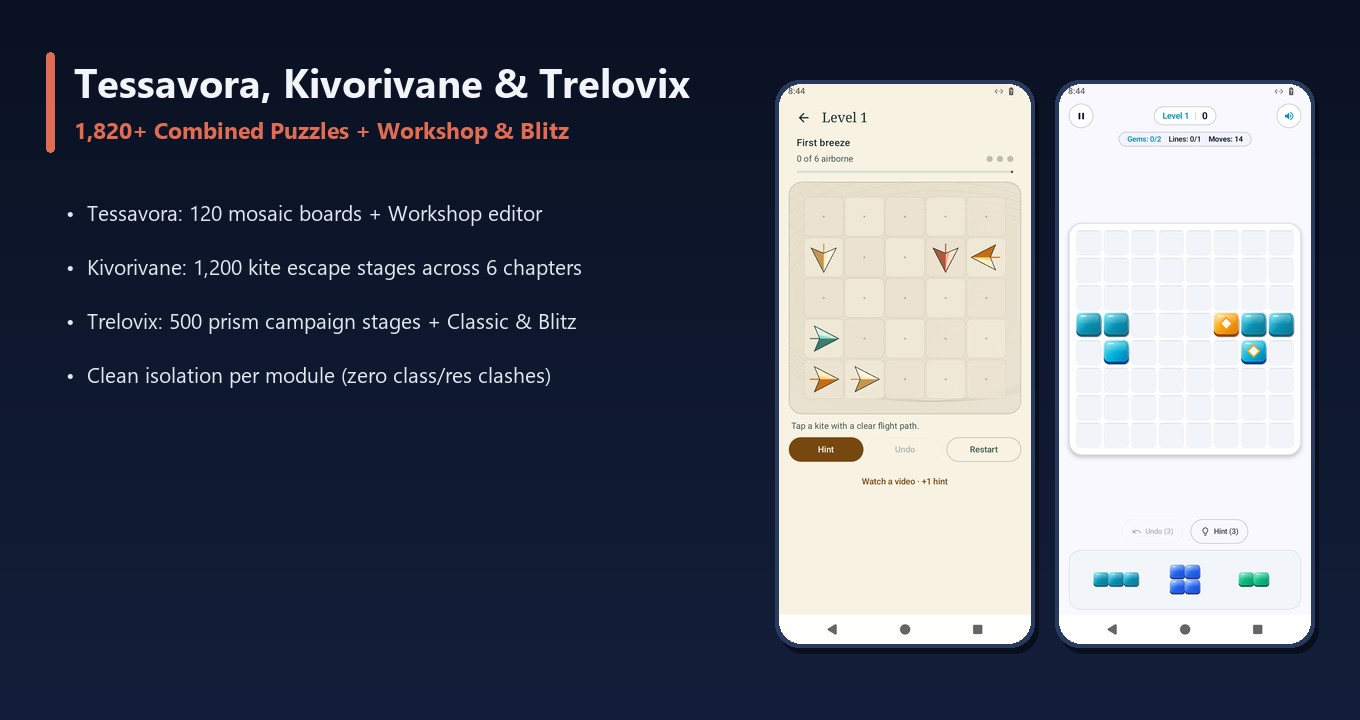 Tessavora, Kivorivane & Trelovix
1,820+ Combined Puzzles + Workshop & Blitz
• Tessavora: 120 mosaic boards + Workshop editor
• Kivorivane: 1,200 kite escape stages across 6 chapters
• Trelovix: 500 prism campaign stages + Classic & Blitz
• Clean isolation per module (zero class/res clashes)
8:44
Level 1
First breeze
0 of 6 airborne
Tap a kite with a clear flight path.
Hint
Undo
Restart
Watch a video · +1 hint
8:44
Level 1 | 0
Gems: 0/2 Lines: 0/1 Moves: 14
Undo (3)
Hint (3)